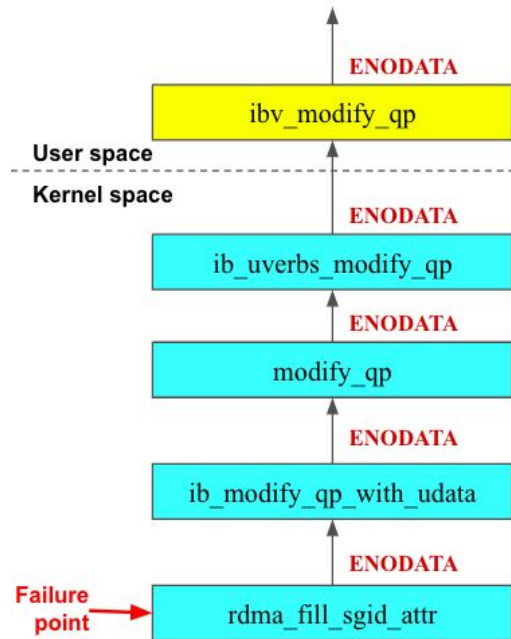 ENODATA
ibv_modify_qp
User space
Kernel space
ENODATA
ib_uverbs_modify_qp
ENODATA
modify_qp
ENODATA
ib_modify_qp_with_udata
ENODATA
Failure
point
rdma_fill_sgid_attr